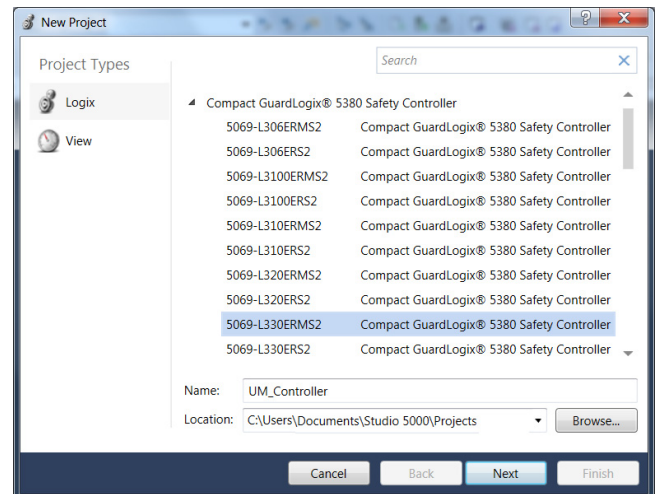 New Project
Project Types
Search
Logix
View
Compact GuardLogix® 5380 Safety Controller
5069-L306ERMS2 Compact GuardLogix® 5380 Safety Controller
5069-L306ERS2 Compact GuardLogix® 5380 Safety Controller
5069-L3100ERMS2 Compact GuardLogix® 5380 Safety Controller
5069-L3100ERS2 Compact GuardLogix® 5380 Safety Controller
5069-L310ERMS2 Compact GuardLogix® 5380 Safety Controller
5069-L310ERS2 Compact GuardLogix® 5380 Safety Controller
5069-L320ERMS2 Compact GuardLogix® 5380 Safety Controller
5069-L320ERS2 Compact GuardLogix® 5380 Safety Controller
5069-L330ERMS2 Compact GuardLogix® 5380 Safety Controller
5069-L330ERS2 Compact GuardLogix® 5380 Safety Controller
Name: UM_Controller
Location: C:\Users\Documents\Studio 5000\Projects Browse...
Cancel Back Next Finish